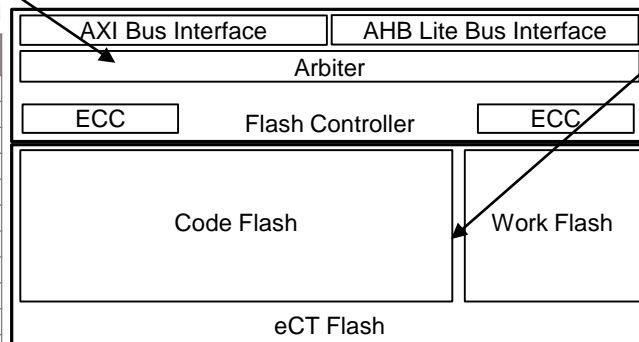 AXI Bus Interface
AHB Lite Bus Interface
Arbiter
ECC
Flash Controller
ECC
Code Flash
Work Flash
eCT Flash